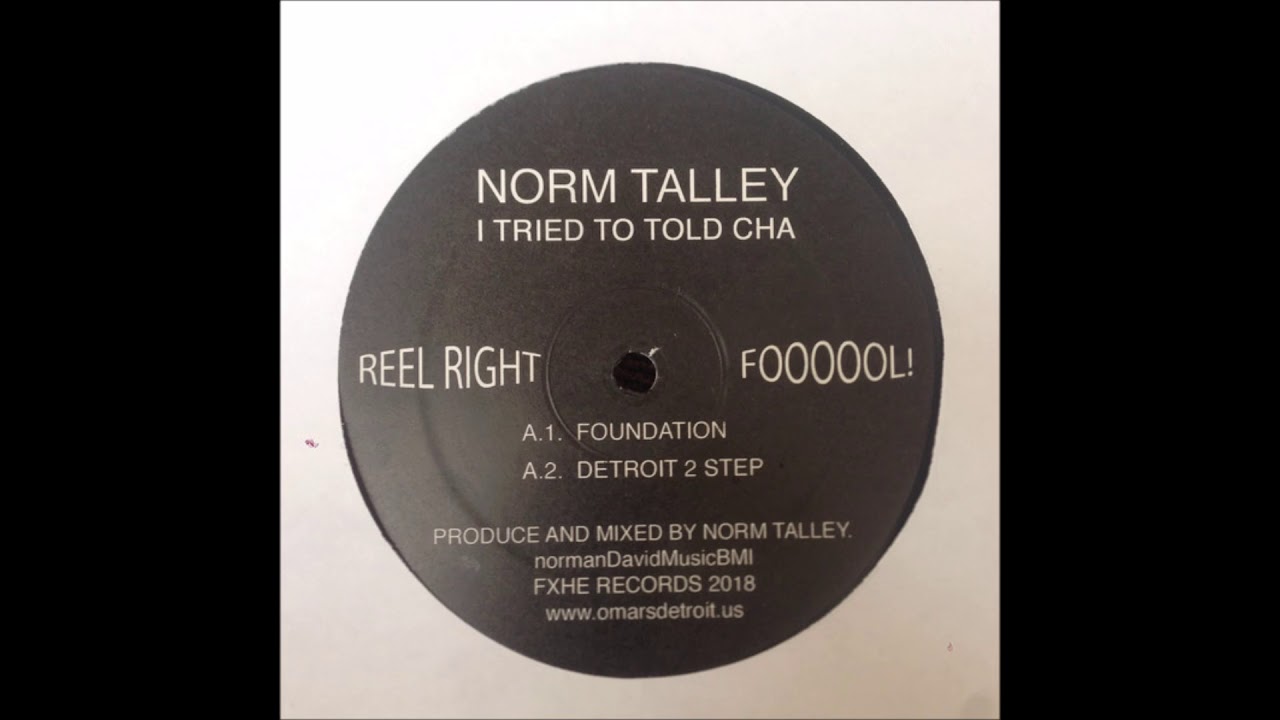 NORM TALLEY
I TRIED TO TOLD CHA
REEL RIGHT FOOOOOL!
A.1. FOUNDATION
A.2. DETROIT 2 STEP
PRODUCE AND MIXED BY NORM TALLEY.
normanDavidMusicBMI
FXHE RECORDS 2018
www.omarsdetroit.us